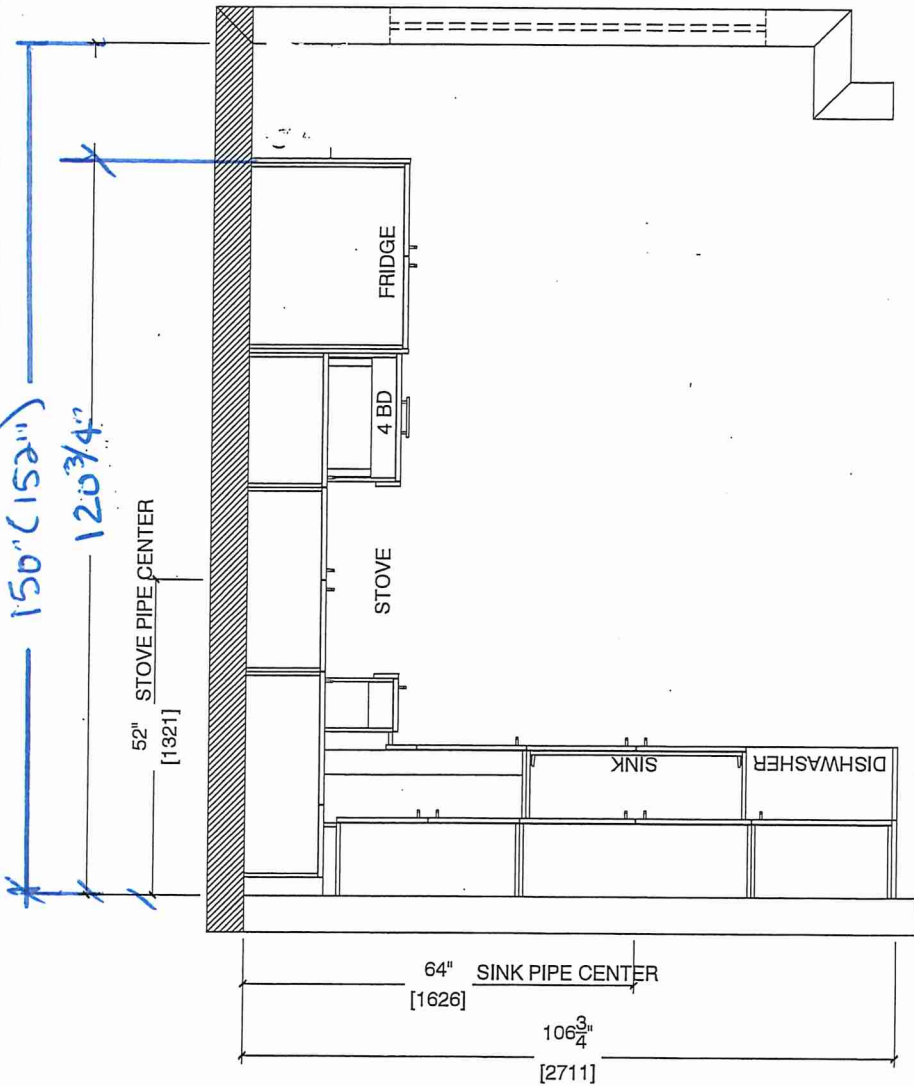 150" (152")
120 3/4"
52" STOVE PIPE CENTER
[1321]
FRIDGE
4 BD
STOVE
SINK
DISHWASHER
64" SINK PIPE CENTER
[1626]
106 3/4"
[2711]